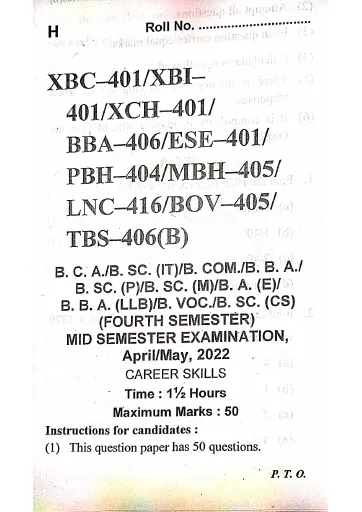 H
Roll No. ..............................
XBC–401/XBI–
401/XCH–401/
BBA–406/ESE–401/
PBH–404/MBH–405/
LNC–416/BOV–405/
TBS–406(B)
B. C. A./B. SC. (IT)/B. COM./B. B. A./
B. SC. (P)/B. SC. (M)/B. A. (E)/
B. B. A. (LLB)/B. VOC./B. SC. (CS)
(FOURTH SEMESTER)
MID SEMESTER EXAMINATION,
April/May, 2022
CAREER SKILLS
Time : 1½ Hours
Maximum Marks : 50
Instructions for candidates :
(1) This question paper has 50 questions.
P. T. O.